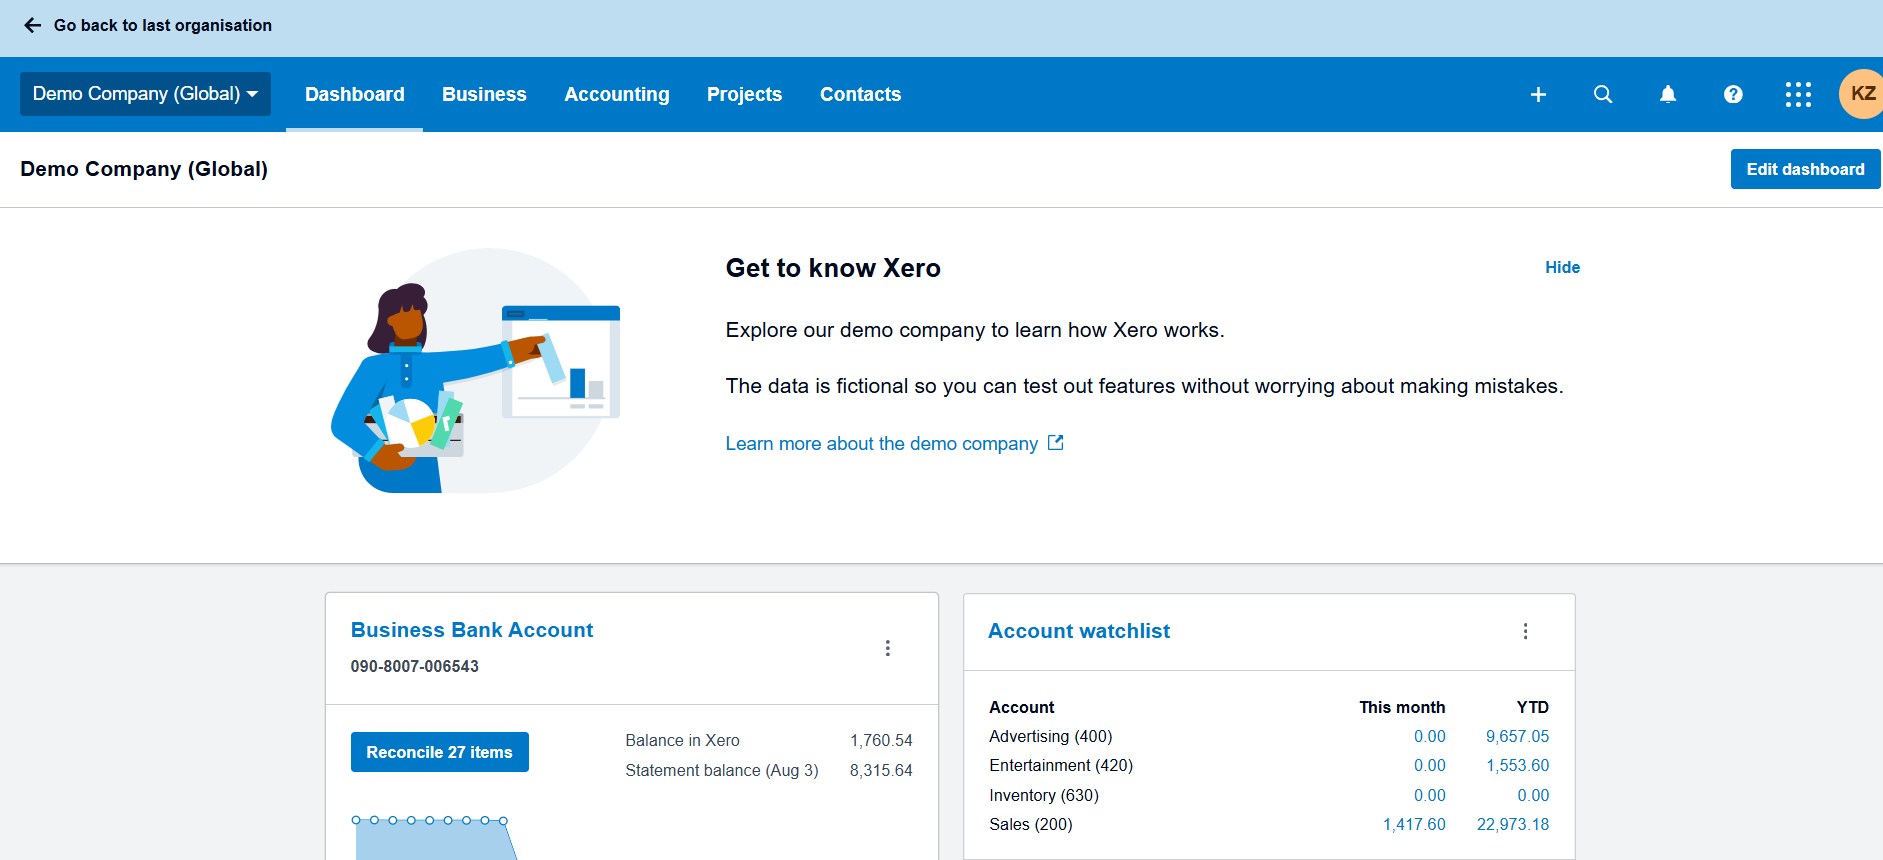 Go back to last organisation
Demo Company (Global)
Dashboard
Business
Accounting
Projects
Contacts
KZ
Demo Company (Global)
Edit dashboard
Get to know Xero
Hide
Explore our demo company to learn how Xero works.
The data is fictional so you can test out features without worrying about making mistakes.
Learn more about the demo company
Business Bank Account
090-8007-006543
Reconcile 27 items
Balance in Xero 1,760.54
Statement balance (Aug 3) 8,315.64
Account watchlist
Account This month YTD
Advertising (400) 0.00 9,657.05
Entertainment (420) 0.00 1,553.60
Inventory (630) 0.00 0.00
Sales (200) 1,417.60 22,973.18